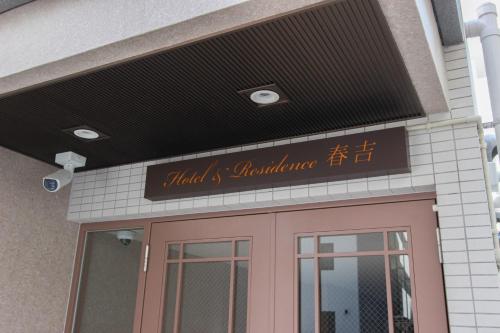 Hotel & Residence 春吉